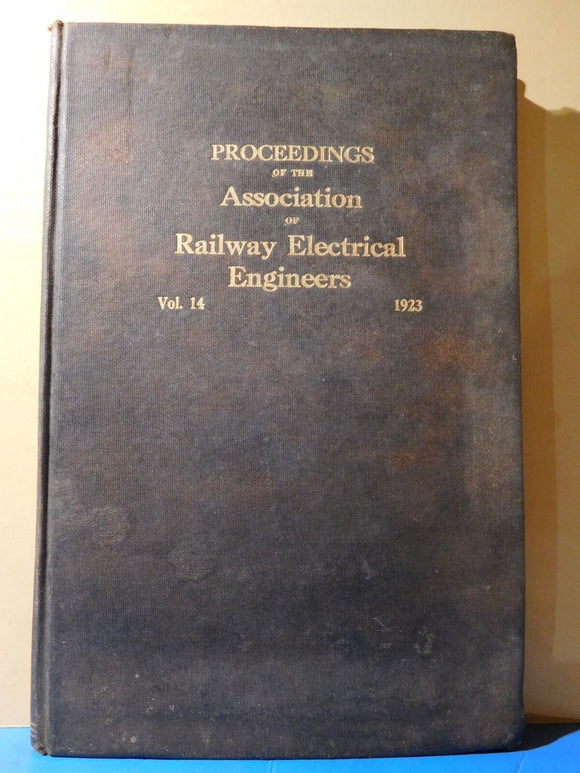 PROCEEDINGS
OF THE
Association
OF
Railway Electrical
Engineers
Vol. 14 1923